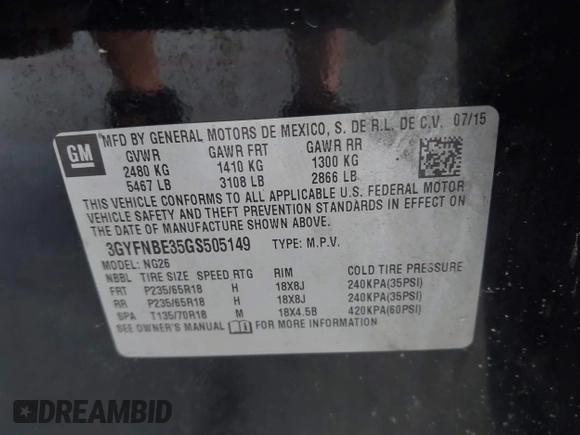 GM
MFD BY GENERAL MOTORS DE MEXICO, S. DE R.L. DE C.V. 07/15
GVWR GAWR FRT GAWR RR
2480 KG 1410 KG 1300 KG
5467 LB 3108 LB 2866 LB
THIS VEHICLE CONFORMS TO ALL APPLICABLE U.S. FEDERAL MOTOR
VEHICLE SAFETY AND THEFT PREVENTION STANDARDS IN EFFECT ON
THE DATE OF MANUFACTURE SHOWN ABOVE.
3GYFNBE35GS505149 TYPE: M.P.V.
MODEL: NG26
NBBL TIRE SIZE SPEED RTG RIM COLD TIRE PRESSURE
FRT P235/65R18 H 18X8J 240KPA(35PSI)
RR P235/65R18 H 18X8J 240KPA(35PSI)
SPA T135/70R18 M 18X4.5B 420KPA(60PSI)
SEE OWNER'S MANUAL FOR MORE INFORMATION
DREAMBID